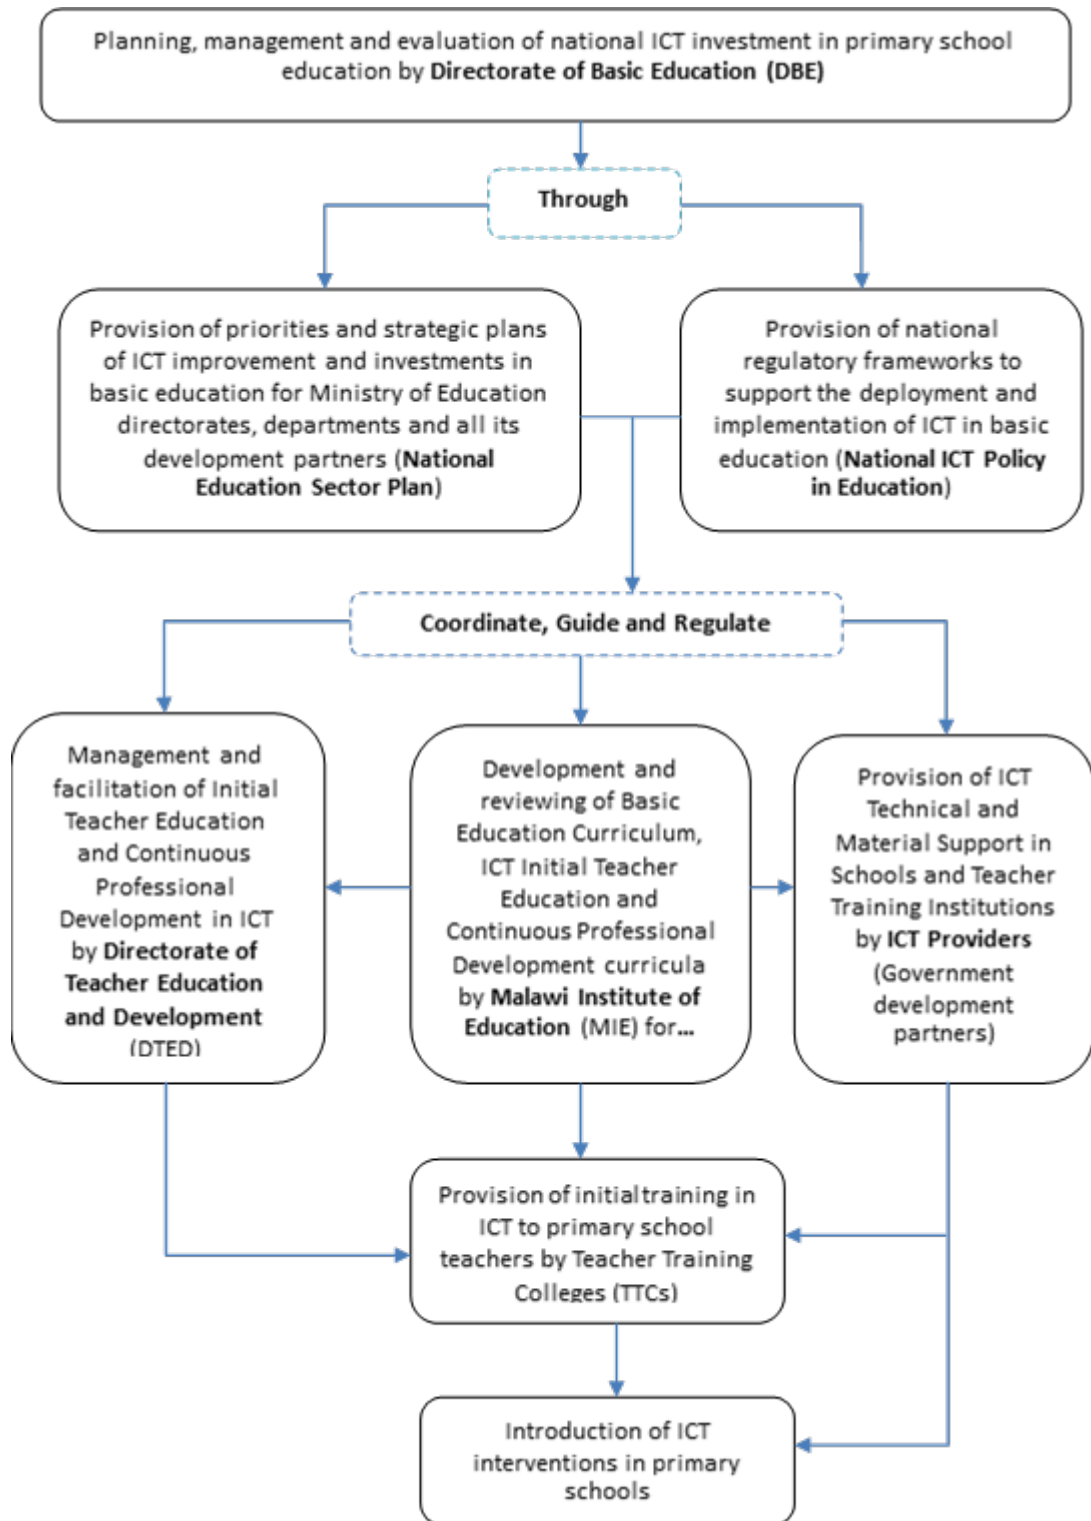 Planning, management and evaluation of national ICT investment in primary school
education by Directorate of Basic Education (DBE)
Through
Provision of priorities and strategic plans
of ICT improvement and investments in
basic education for Ministry of Education
directorates, departments and all its
development partners (National
Education Sector Plan)
Provision of national
regulatory frameworks to
support the deployment and
implementation of ICT in basic
education (National ICT Policy
in Education)
Coordinate, Guide and Regulate
Management and
facilitation of Initial
Teacher Education
and Continuous
Professional
Development in ICT
by Directorate of
Teacher Education
and Development
(DTED)
Development and
reviewing of Basic
Education Curriculum,
ICT Initial Teacher
Education and
Continuous Professional
Development curricula
by Malawi Institute of
Education (MIE) for...
Provision of ICT
Technical and
Material Support in
Schools and Teacher
Training Institutions
by ICT Providers
(Government
development
partners)
Provision of initial training in
ICT to primary school
teachers by Teacher Training
Colleges (TTCs)
Introduction of ICT
interventions in primary
schools